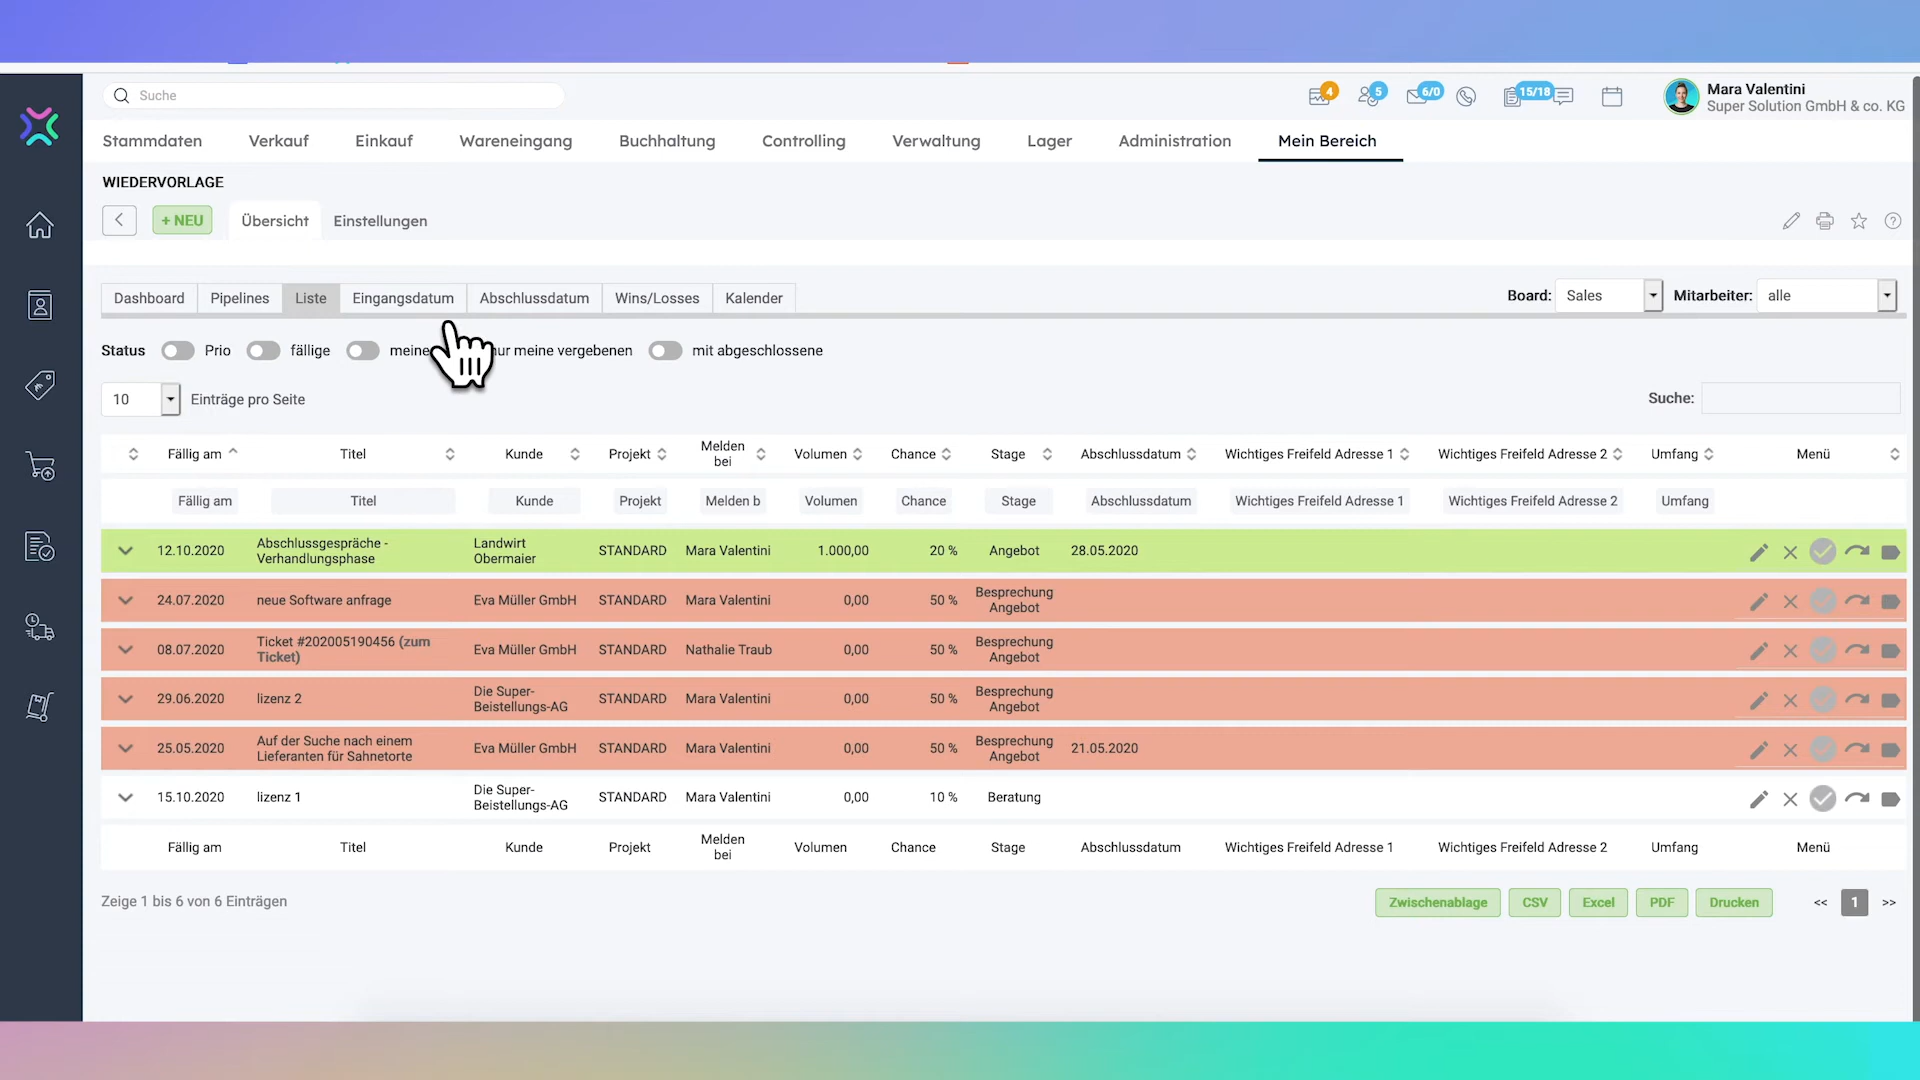 Suche
4
5
6/0
15/18
Mara Valentini
Super Solution GmbH & co. KG
Stammdaten Verkauf Einkauf Wareneingang Buchhaltung Controlling Verwaltung Lager Administration Mein Bereich
WIEDERVORLAGE
+ NEU Übersicht Einstellungen
Dashboard Pipelines Liste Eingangsdatum Abschlussdatum Wins/Losses Kalender
Board: Sales Mitarbeiter: alle
Status Prio fällige meine nur meine vergebenen mit abgeschlossene
10 Einträge pro Seite
Suche:
Fällig am Titel Kunde Projekt Melden bei Volumen Chance Stage Abschlussdatum Wichtiges Freifeld Adresse 1 Wichtiges Freifeld Adresse 2 Umfang Menü
Fällig am Titel Kunde Projekt Melden b Volumen Chance Stage Abschlussdatum Wichtiges Freifeld Adresse 1 Wichtiges Freifeld Adresse 2 Umfang
12.10.2020 Abschlussgespräche - Verhandlungsphase Landwirt Obermaier STANDARD Mara Valentini 1.000,00 20 % Angebot 28.05.2020
24.07.2020 neue Software anfrage Eva Müller GmbH STANDARD Mara Valentini 0,00 50 % Besprechung Angebot
08.07.2020 Ticket #202005190456 (zum Ticket) Eva Müller GmbH STANDARD Nathalie Traub 0,00 50 % Besprechung Angebot
29.06.2020 lizenz 2 Die Super-Beistellungs-AG STANDARD Mara Valentini 0,00 50 % Besprechung Angebot
25.05.2020 Auf der Suche nach einem Lieferanten für Sahnetorte Eva Müller GmbH STANDARD Mara Valentini 0,00 50 % Besprechung Angebot 21.05.2020
15.10.2020 lizenz 1 Die Super-Beistellungs-AG STANDARD Mara Valentini 0,00 10 % Beratung
Fällig am Titel Kunde Projekt Melden bei Volumen Chance Stage Abschlussdatum Wichtiges Freifeld Adresse 1 Wichtiges Freifeld Adresse 2 Umfang Menü
Zeige 1 bis 6 von 6 Einträgen
Zwischenablage CSV Excel PDF Drucken << 1 >>